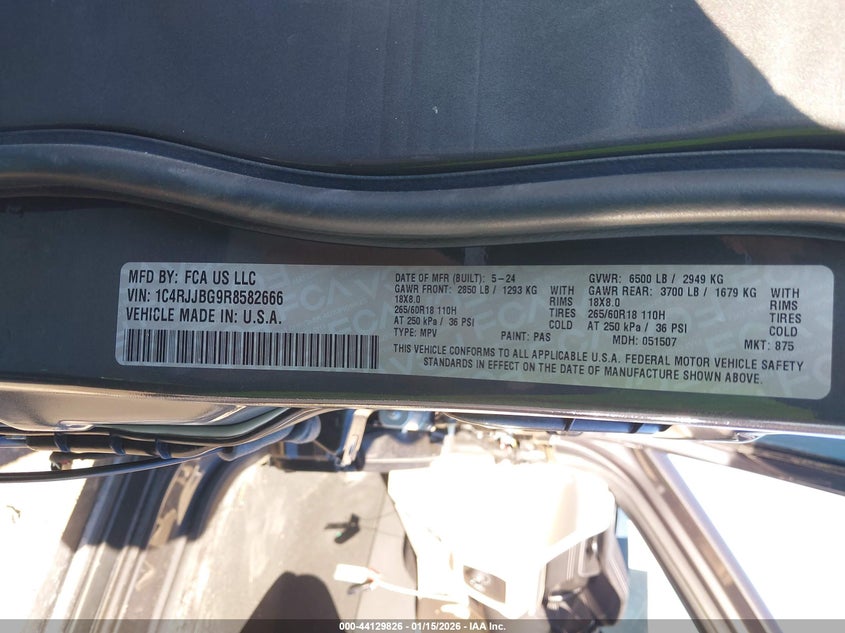 MFD BY: FCA US LLC
VIN: 1C4RJJBG9R8582666
VEHICLE MADE IN: U.S.A.
DATE OF MFR (BUILT): 5-24
GAWR FRONT: 2850 LB / 1293 KG WITH
18X8.0 RIMS
265/60R18 110H TIRES
AT 250 kPa / 36 PSI COLD
TYPE: MPV PAINT: PAS
GVWR: 6500 LB / 2949 KG
GAWR REAR: 3700 LB / 1679 KG WITH
18X8.0 RIMS
265/60R18 110H TIRES
AT 250 kPa / 36 PSI COLD
MDH: 051507 MKT: 875
THIS VEHICLE CONFORMS TO ALL APPLICABLE U.S.A. FEDERAL MOTOR VEHICLE SAFETY
STANDARDS IN EFFECT ON THE DATE OF MANUFACTURE SHOWN ABOVE.
000-44129826 - 01/15/2026 - IAA Inc.